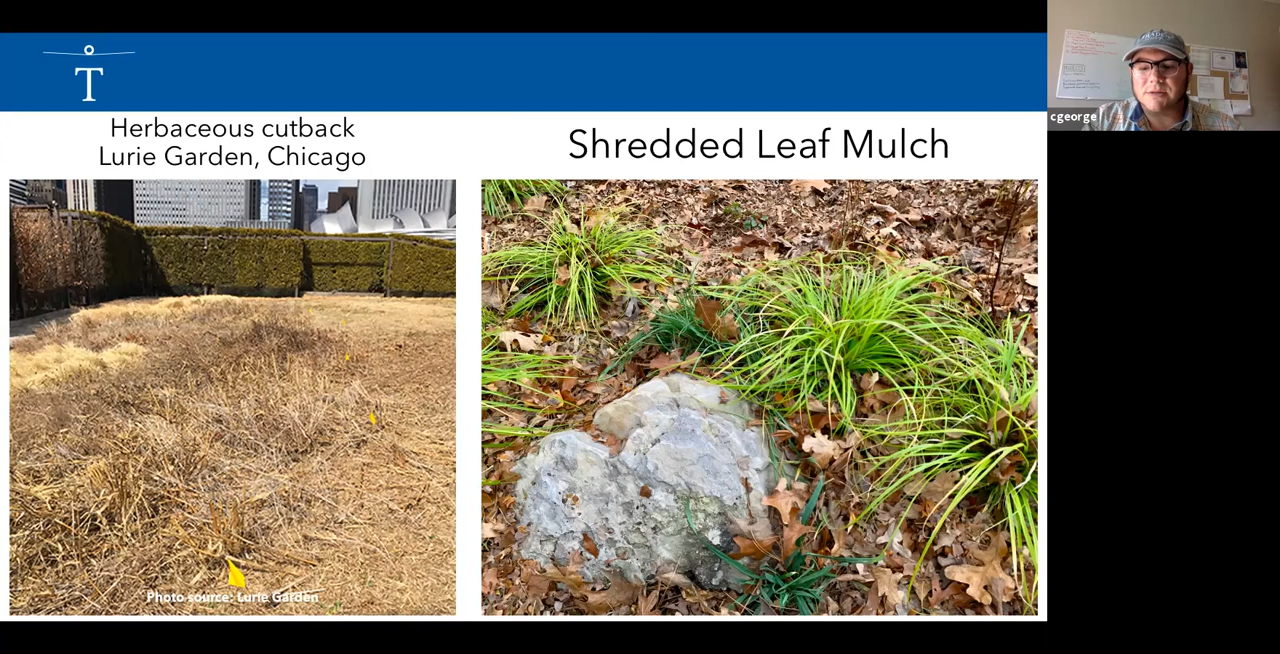 T
Herbaceous cutback
Lurie Garden, Chicago
Shredded Leaf Mulch
Photo source: Lurie Garden
cgeorge